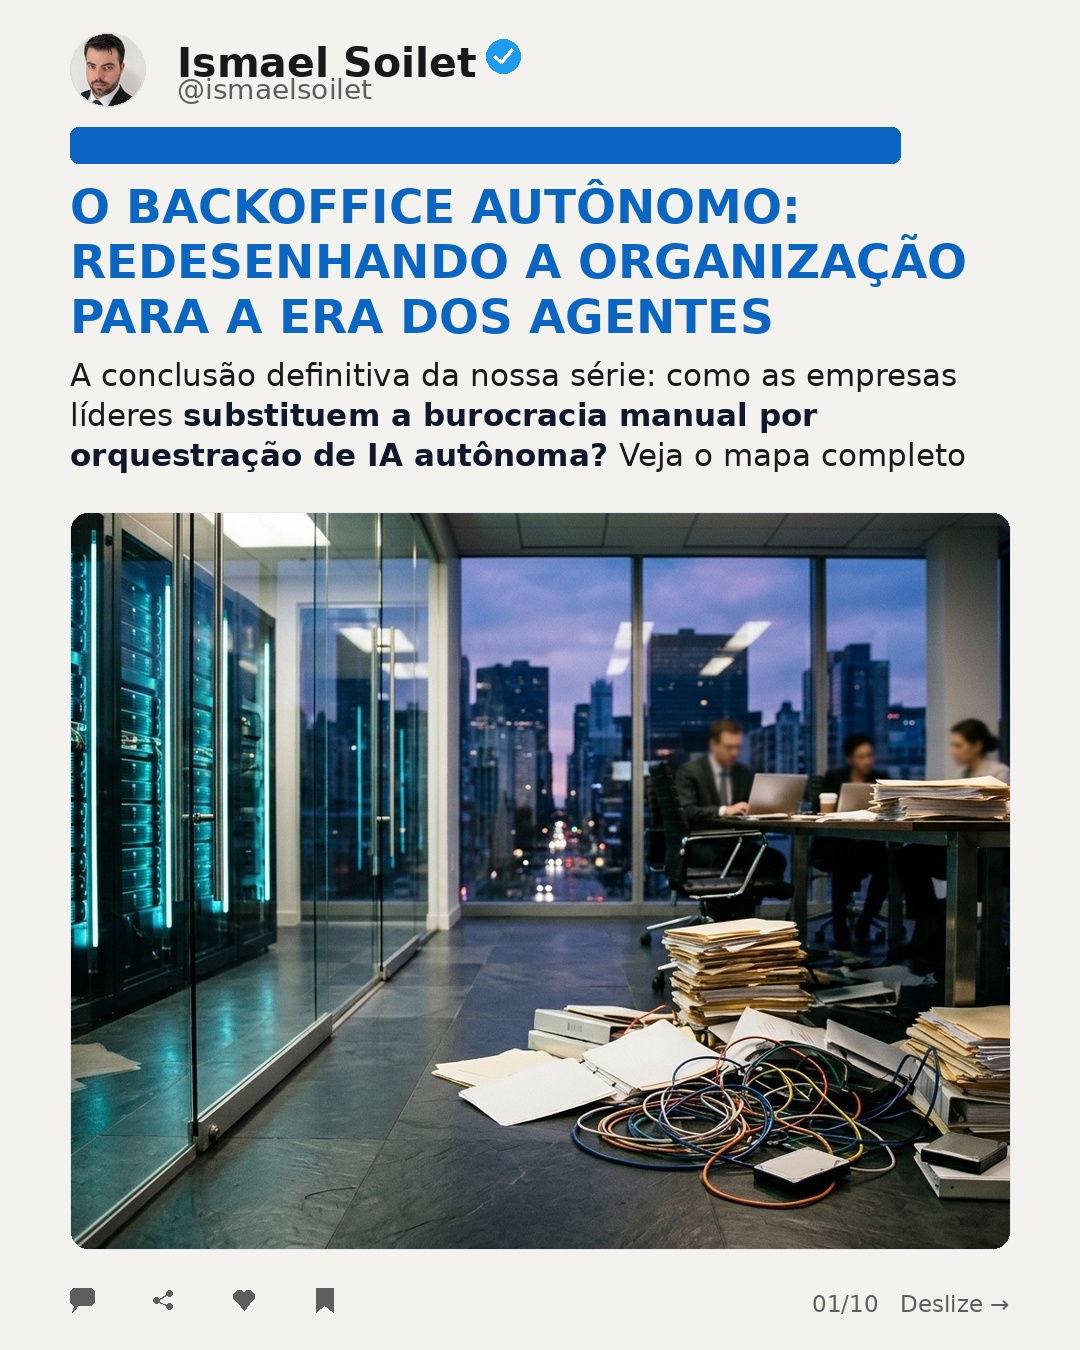 Ismael Soilet
@ismaelsoilet
O BACKOFFICE AUTÔNOMO:
REDESENHANDO A ORGANIZAÇÃO
PARA A ERA DOS AGENTES
A conclusão definitiva da nossa série: como as empresas
líderes substituem a burocracia manual por
orquestração de IA autônoma? Veja o mapa completo
01/10 Deslize →